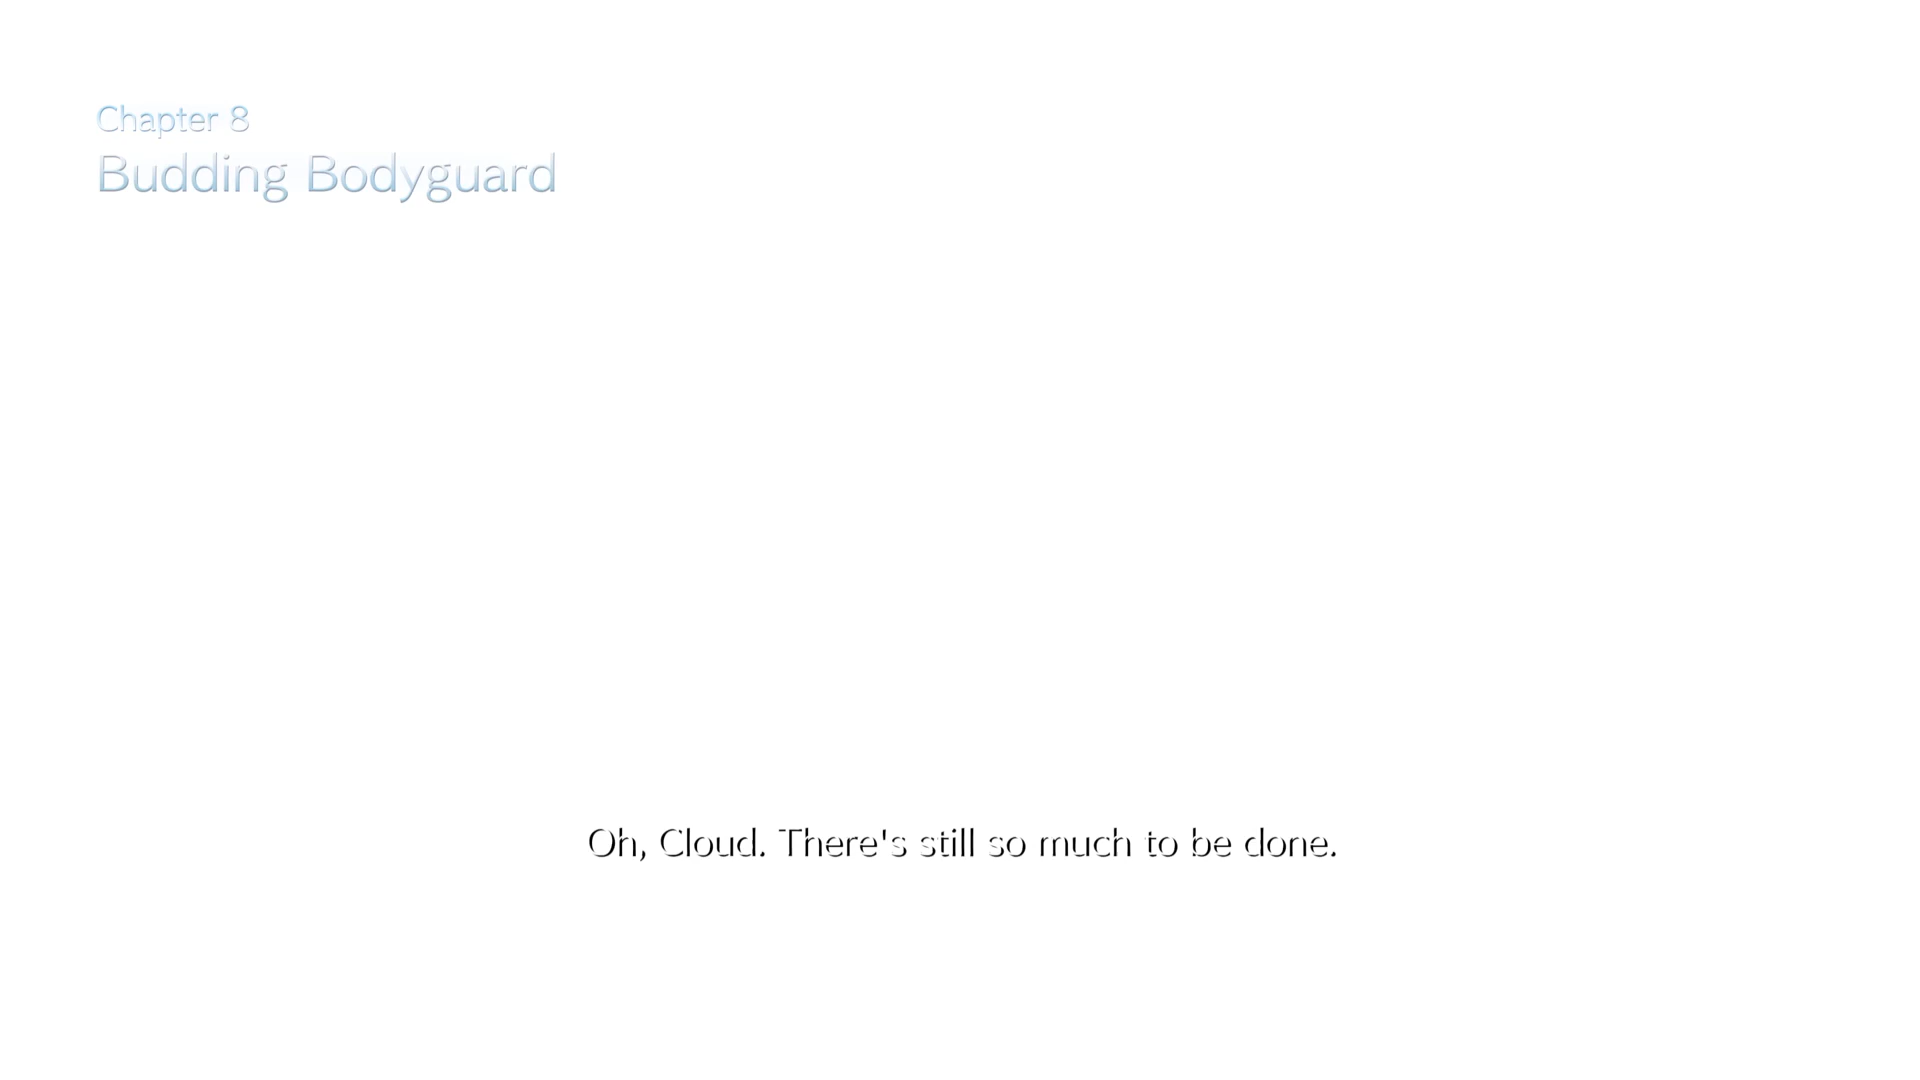 Chapter 8
Budding Bodyguard
Oh, Cloud. There's still so much to be done.